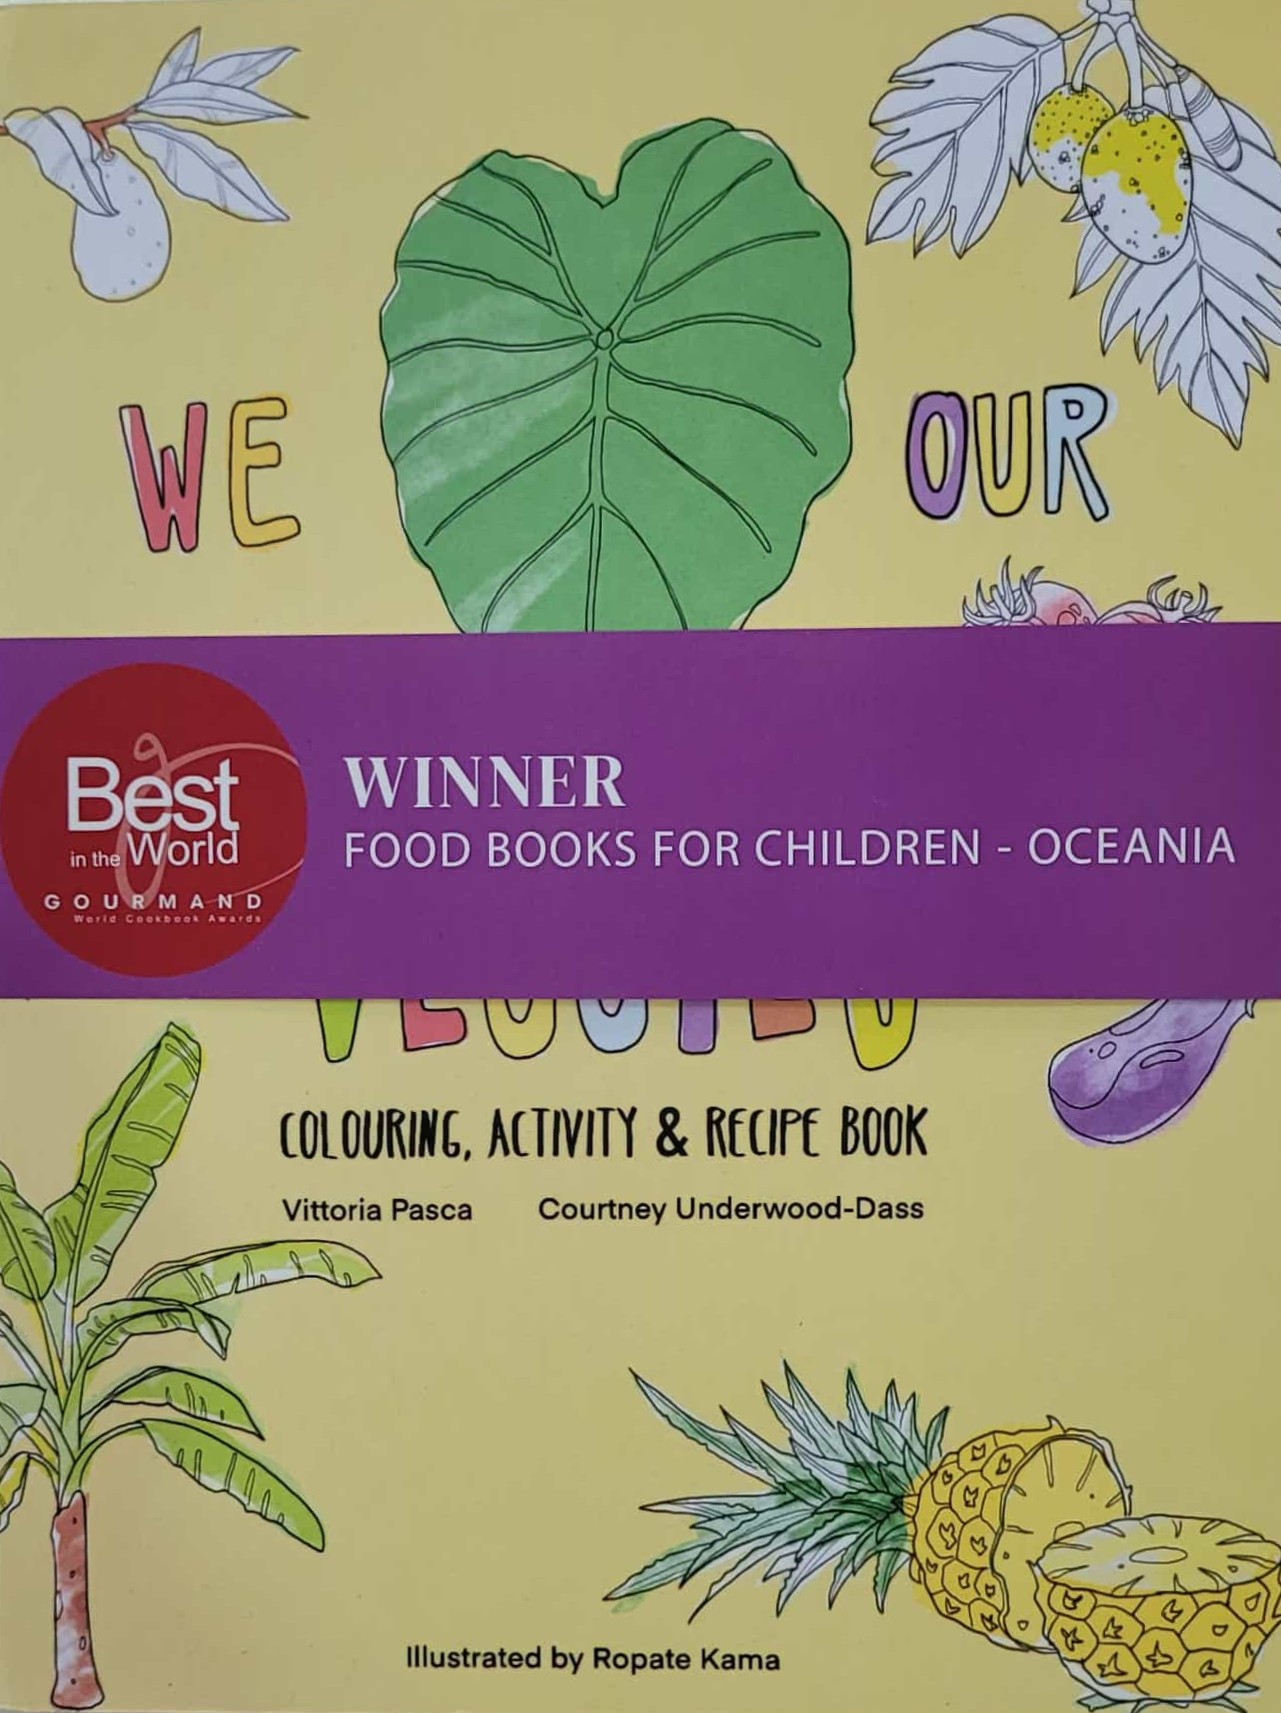 WE OUR
Best
in the World
GOURMAND
World Cookbook Awards
WINNER
FOOD BOOKS FOR CHILDREN - OCEANIA
COLOURING, ACTIVITY & RECIPE BOOK
Vittoria Pasca Courtney Underwood-Dass
Illustrated by Ropate Kama